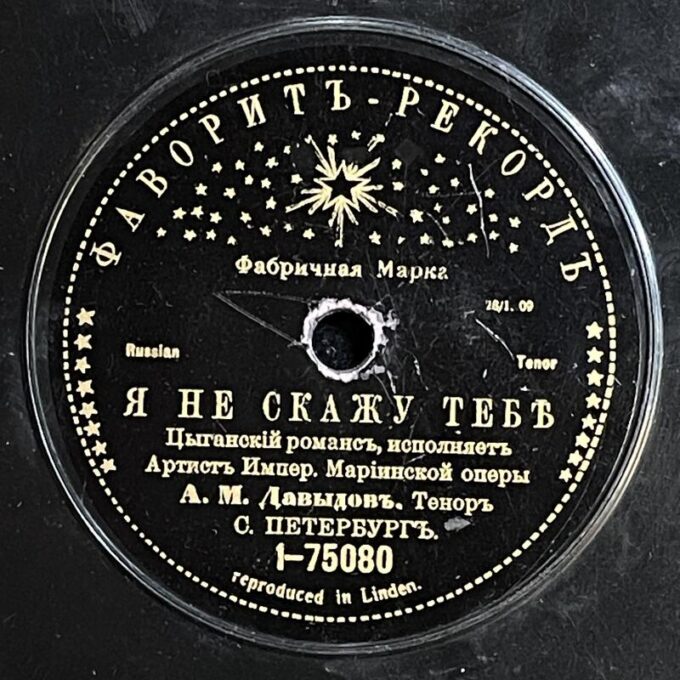 ФАВОРИТЪ-РЕКОРДЪ
Фабричная Марка
28/1. 09
Russian
Tenor
Я НЕ СКАЖУ ТЕБѢ
Цыганскій романсъ, исполняетъ
Артистъ Импер. Маріинской оперы
А. М. Давыдовъ. Теноръ
С. ПЕТЕРБУРГЪ.
1-75080
reproduced in Linden.